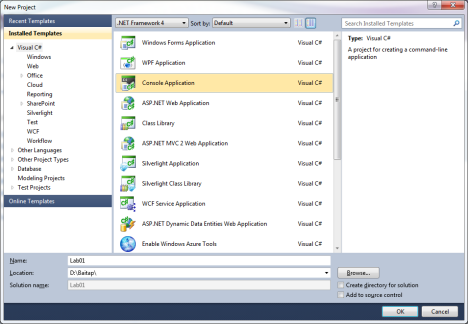 New Project
Recent Templates
.NET Framework 4 Sort by: Default
Search Installed Templates
Installed Templates
Visual C#
Windows
Web
Office
Cloud
Reporting
SharePoint
Silverlight
Test
WCF
Workflow
Other Languages
Other Project Types
Database
Modeling Projects
Test Projects
Online Templates
Windows Forms Application Visual C#
WPF Application Visual C#
Console Application Visual C#
ASP.NET Web Application Visual C#
Class Library Visual C#
ASP.NET MVC 2 Web Application Visual C#
Silverlight Application Visual C#
Silverlight Class Library Visual C#
WCF Service Application Visual C#
ASP.NET Dynamic Data Entities Web Application Visual C#
Enable Windows Azure Tools Visual C#
Type: Visual C#
A project for creating a command-line
application
Name: Lab01
Location: D:\Baitap\ Browse...
Solution name: Lab01
Create directory for solution
Add to source control
OK Cancel